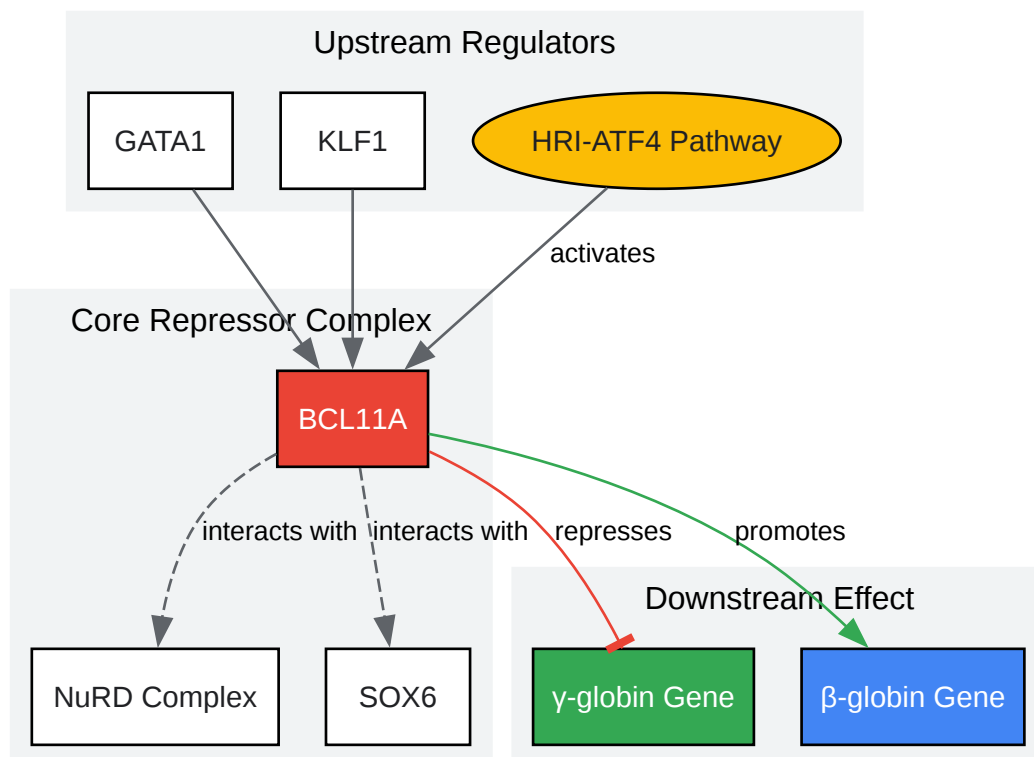 Upstream Regulators
GATA1
KLF1
HRI-ATF4 Pathway
activates
Core Repressor Complex
BCL11A
interacts with
interacts with
represses
promotes
Downstream Effect
NuRD Complex
SOX6
γ-globin Gene
β-globin Gene